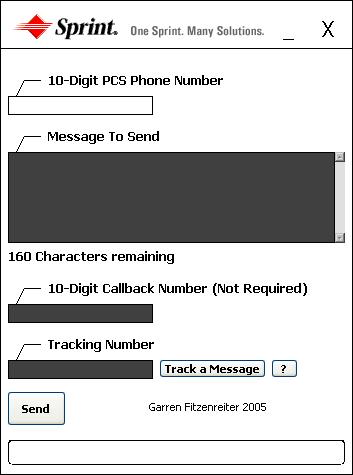 Sprint. One Sprint. Many Solutions. _ X
10-Digit PCS Phone Number
Message To Send
160 Characters remaining
10-Digit Callback Number (Not Required)
Tracking Number
Track a Message ?
Send Garren Fitzenreiter 2005